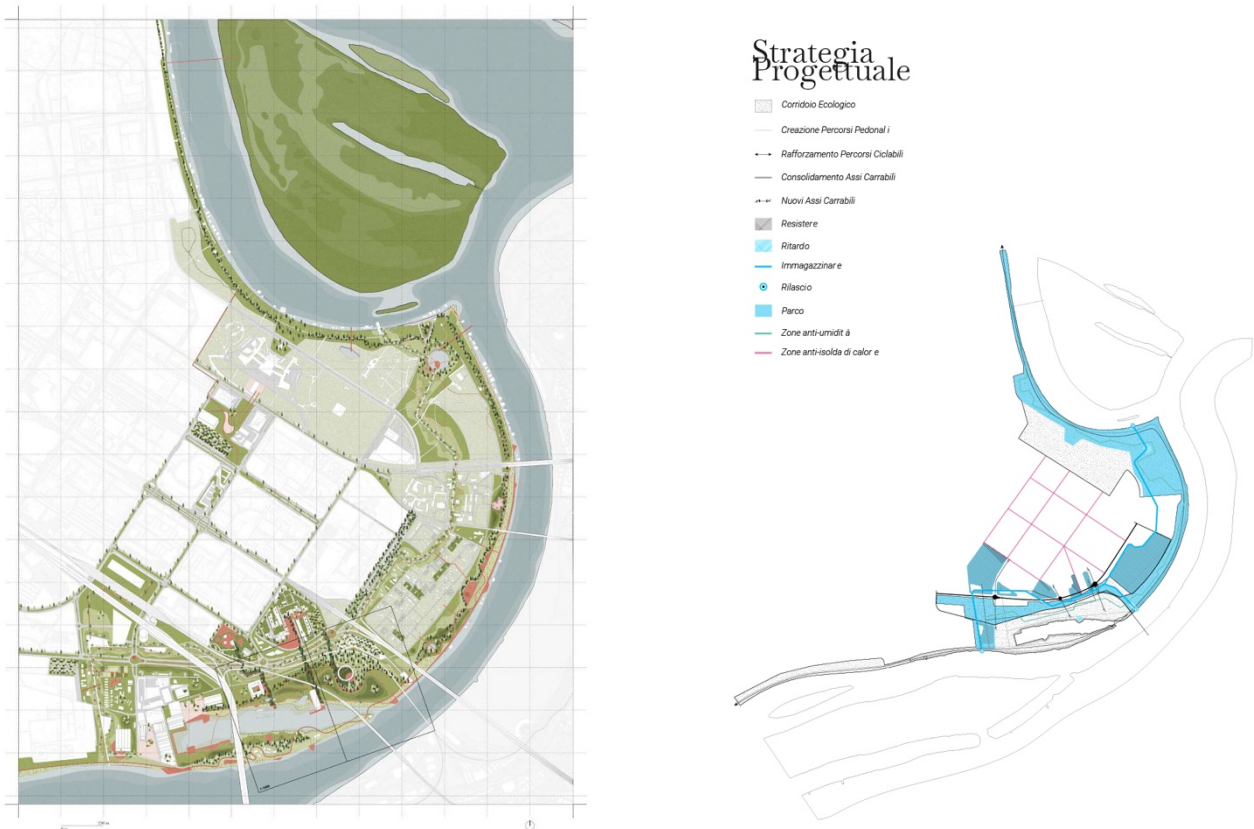 Strategia
Progettuale
Corridoio Ecologico
Creazione Percorsi Pedonal i
Rafforzamento Percorsi Ciclabili
Consolidamento Assi Carrabili
Nuovi Assi Carrabili
Resister e
Ritardo
Immagazzinar e
Rilascio
Parco
Zone anti-umidit à
Zone anti-isolda di calor e